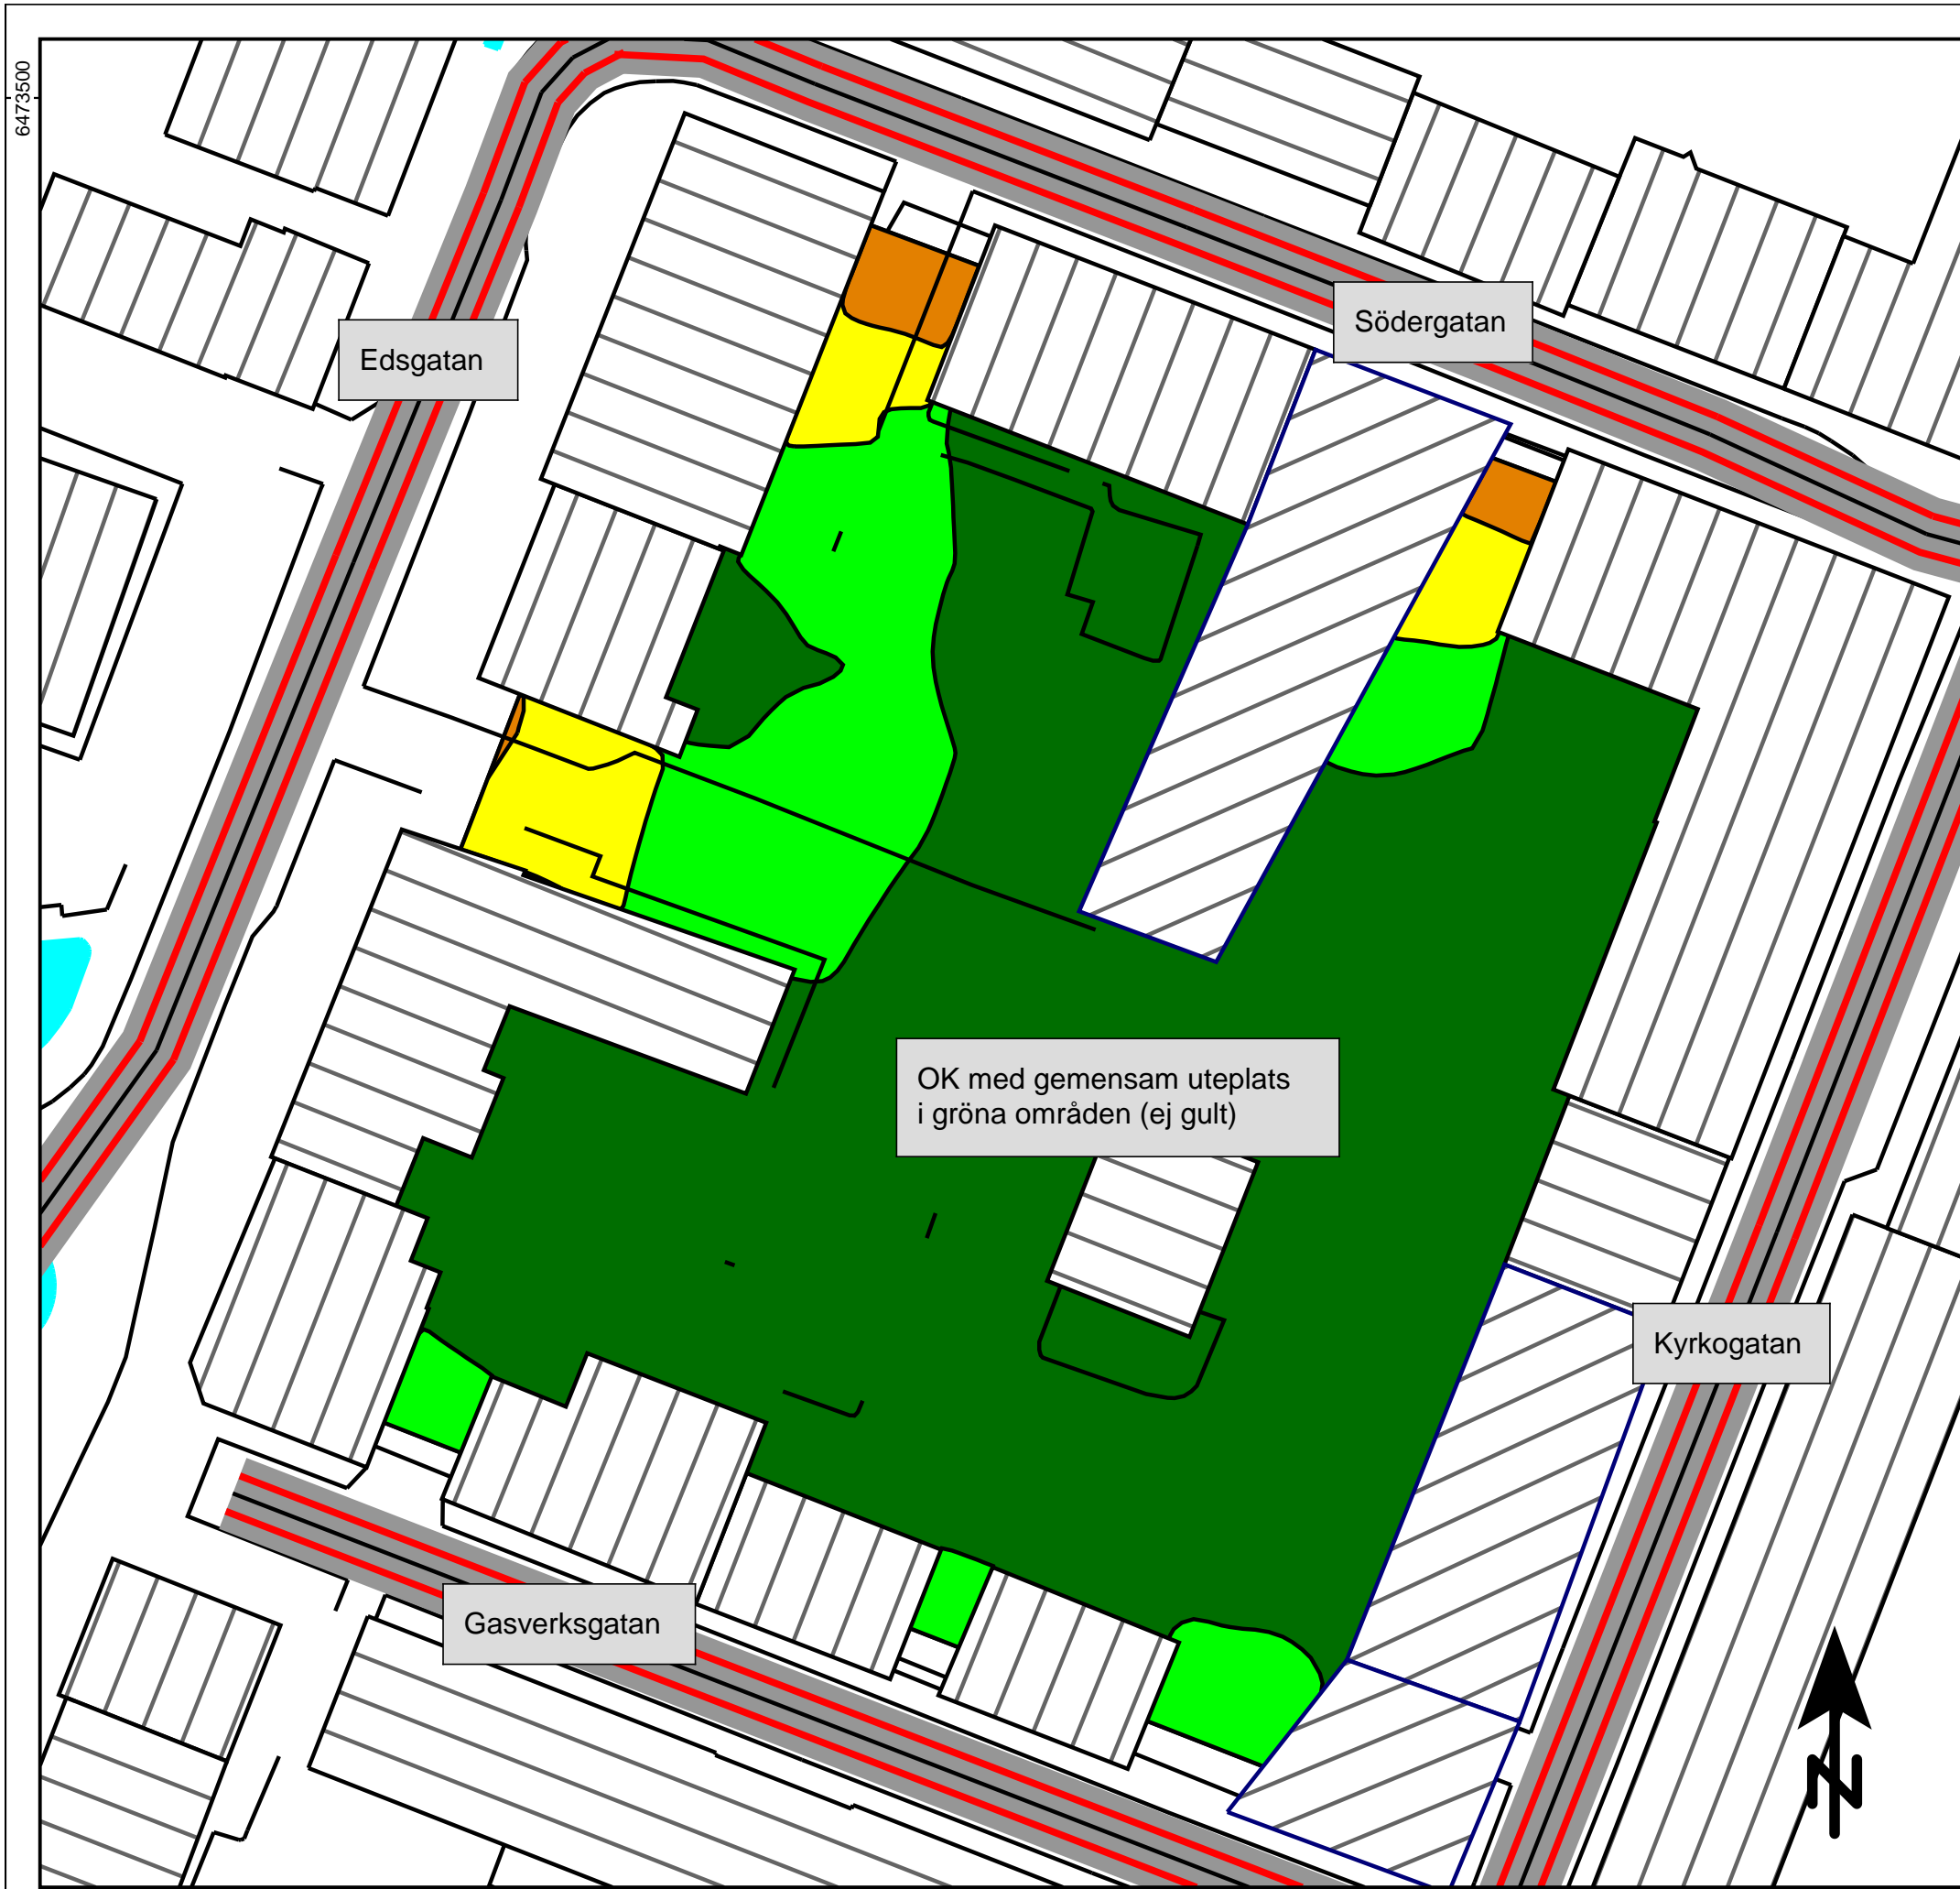 6473500
Södergatan
Edsgatan
OK med gemensam uteplats
i gröna områden (ej gult)
Kyrkogatan
Gasverksgatan
N